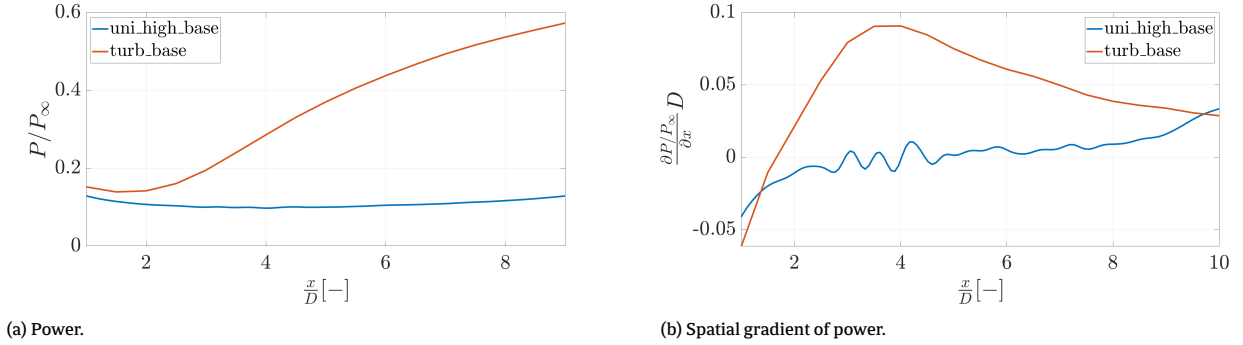 0.6
uni_high_base
turb_base
0.4
P/P∞
0.2
0
2 4 6 8
x/D [−]
(a) Power.
0.1
uni_high_base
turb_base
0.05
∂P/P∞/∂x D
0
-0.05
2 4 6 8 10
x/D [−]
(b) Spatial gradient of power.